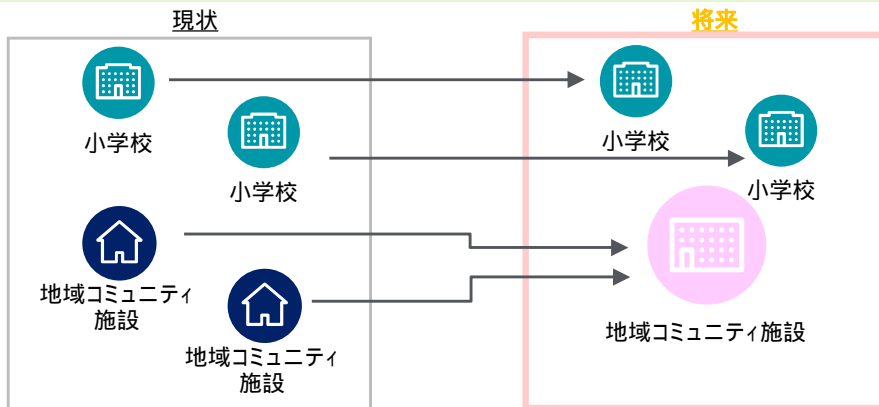 現状
将来
小学校
小学校
地域コミュニティ
施設
地域コミュニティ
施設
小学校
小学校
地域コミュニティ施設